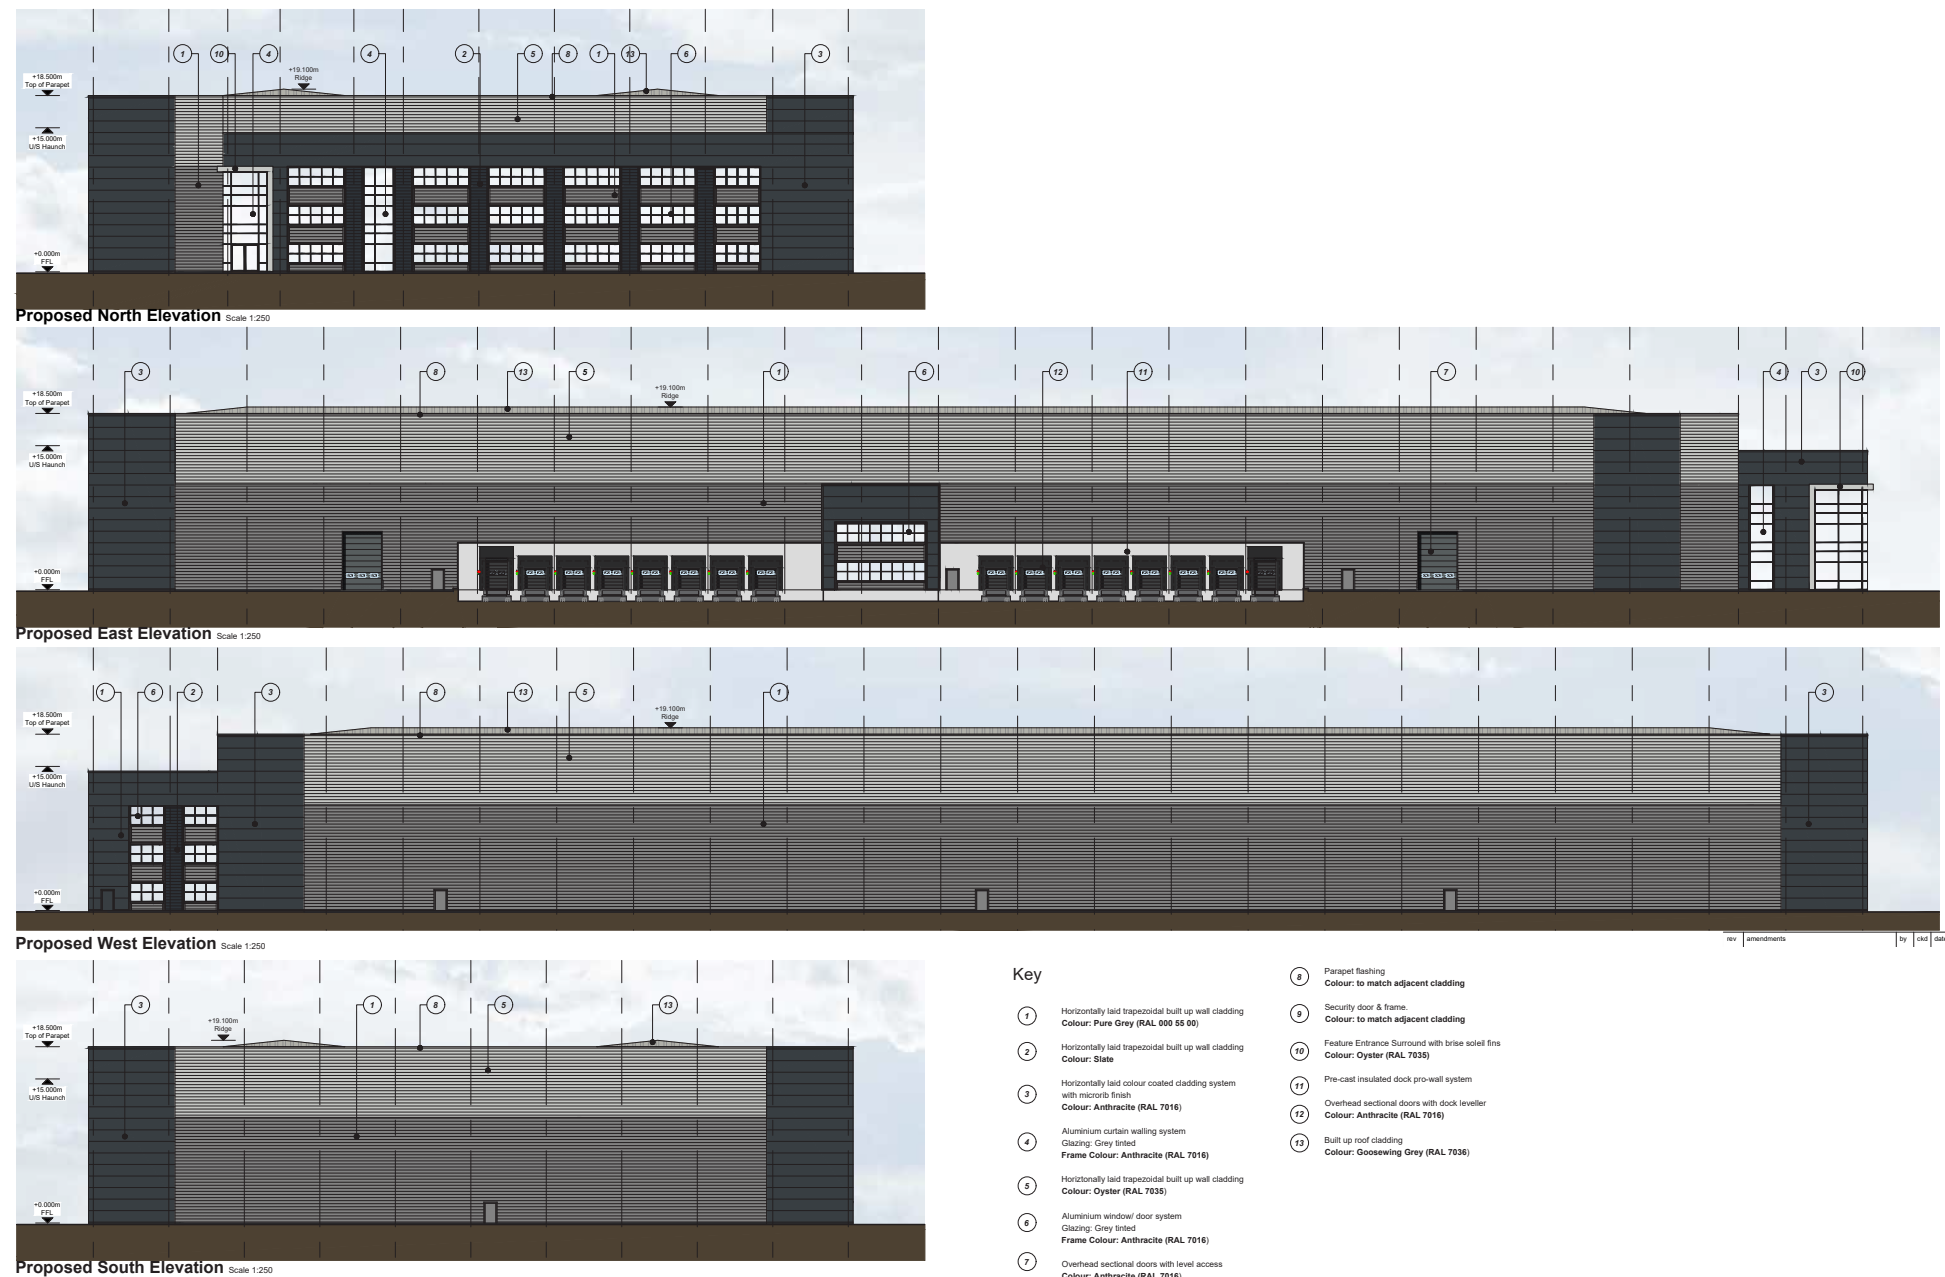 1 10 4 4 2 5 8 1 13 6 3
+19.100m
Ridge
+18.500m
Top of Parapet
+15.000m
U/S Haunch
+0.000m
FFL
Proposed North Elevation Scale 1:250
3 8 13 5 1 6 12 11 7 4 3 10
+19.100m
Ridge
+18.500m
Top of Parapet
+15.000m
U/S Haunch
+0.000m
FFL
Proposed East Elevation Scale 1:250
1 6 2 3 8 13 5 1 3
+19.100m
Ridge
+18.500m
Top of Parapet
+15.000m
U/S Haunch
+0.000m
FFL
Proposed West Elevation Scale 1:250
rev amendments by ckd date
3 1 8 5 13
+19.100m
Ridge
+18.500m
Top of Parapet
+15.000m
U/S Haunch
+0.000m
FFL
Proposed South Elevation Scale 1:250
Key
1 Horizontally laid trapezoidal built up wall cladding
Colour: Pure Grey (RAL 000 55 00)
2 Horizontally laid trapezoidal built up wall cladding
Colour: Slate
3 Horizontally laid colour coated cladding system
with microrib finish
Colour: Anthracite (RAL 7016)
4 Aluminium curtain walling system
Glazing: Grey tinted
Frame Colour: Anthracite (RAL 7016)
5 Horiztonally laid trapezoidal built up wall cladding
Colour: Oyster (RAL 7035)
6 Aluminium window/ door system
Glazing: Grey tinted
Frame Colour: Anthracite (RAL 7016)
7 Overhead sectional doors with level access
Colour: Anthracite (RAL 7016)
8 Parapet flashing
Colour: to match adjacent cladding
9 Security door & frame.
Colour: to match adjacent cladding
10 Feature Entrance Surround with brise soleil fins
Colour: Oyster (RAL 7035)
11 Pre-cast insulated dock pro-wall system
12 Overhead sectional doors with dock leveller
Colour: Anthracite (RAL 7016)
13 Built up roof cladding
Colour: Goosewing Grey (RAL 7036)